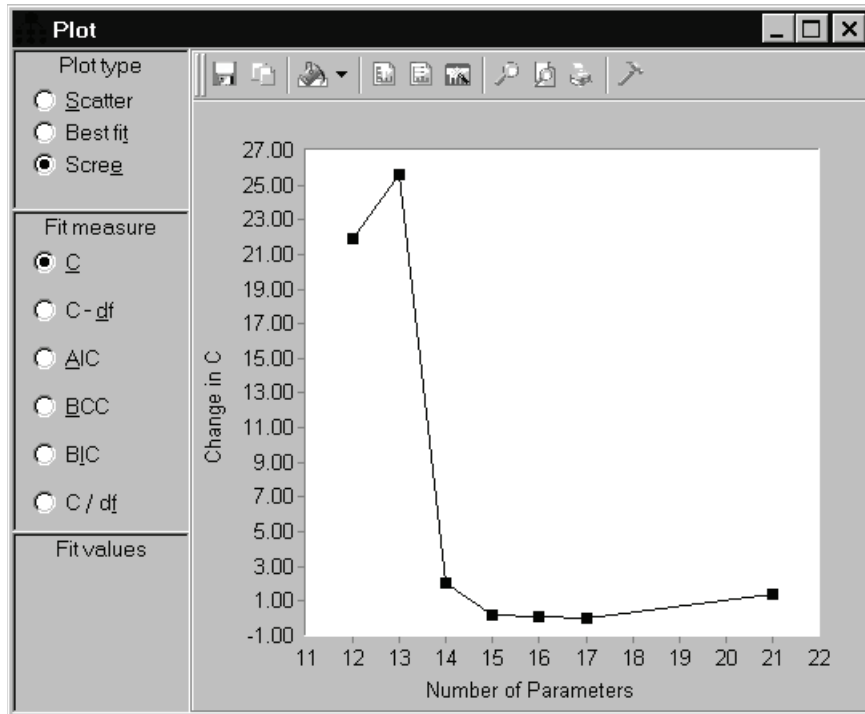 Plot
Plot type
Scatter
Best fit
Scree
Fit measure
C
C - df
AIC
BCC
BIC
C / df
Fit values
27.00
25.00
23.00
21.00
19.00
17.00
15.00
13.00
11.00
9.00
7.00
5.00
3.00
1.00
-1.00
Change in C
11 12 13 14 15 16 17 18 19 20 21 22
Number of Parameters